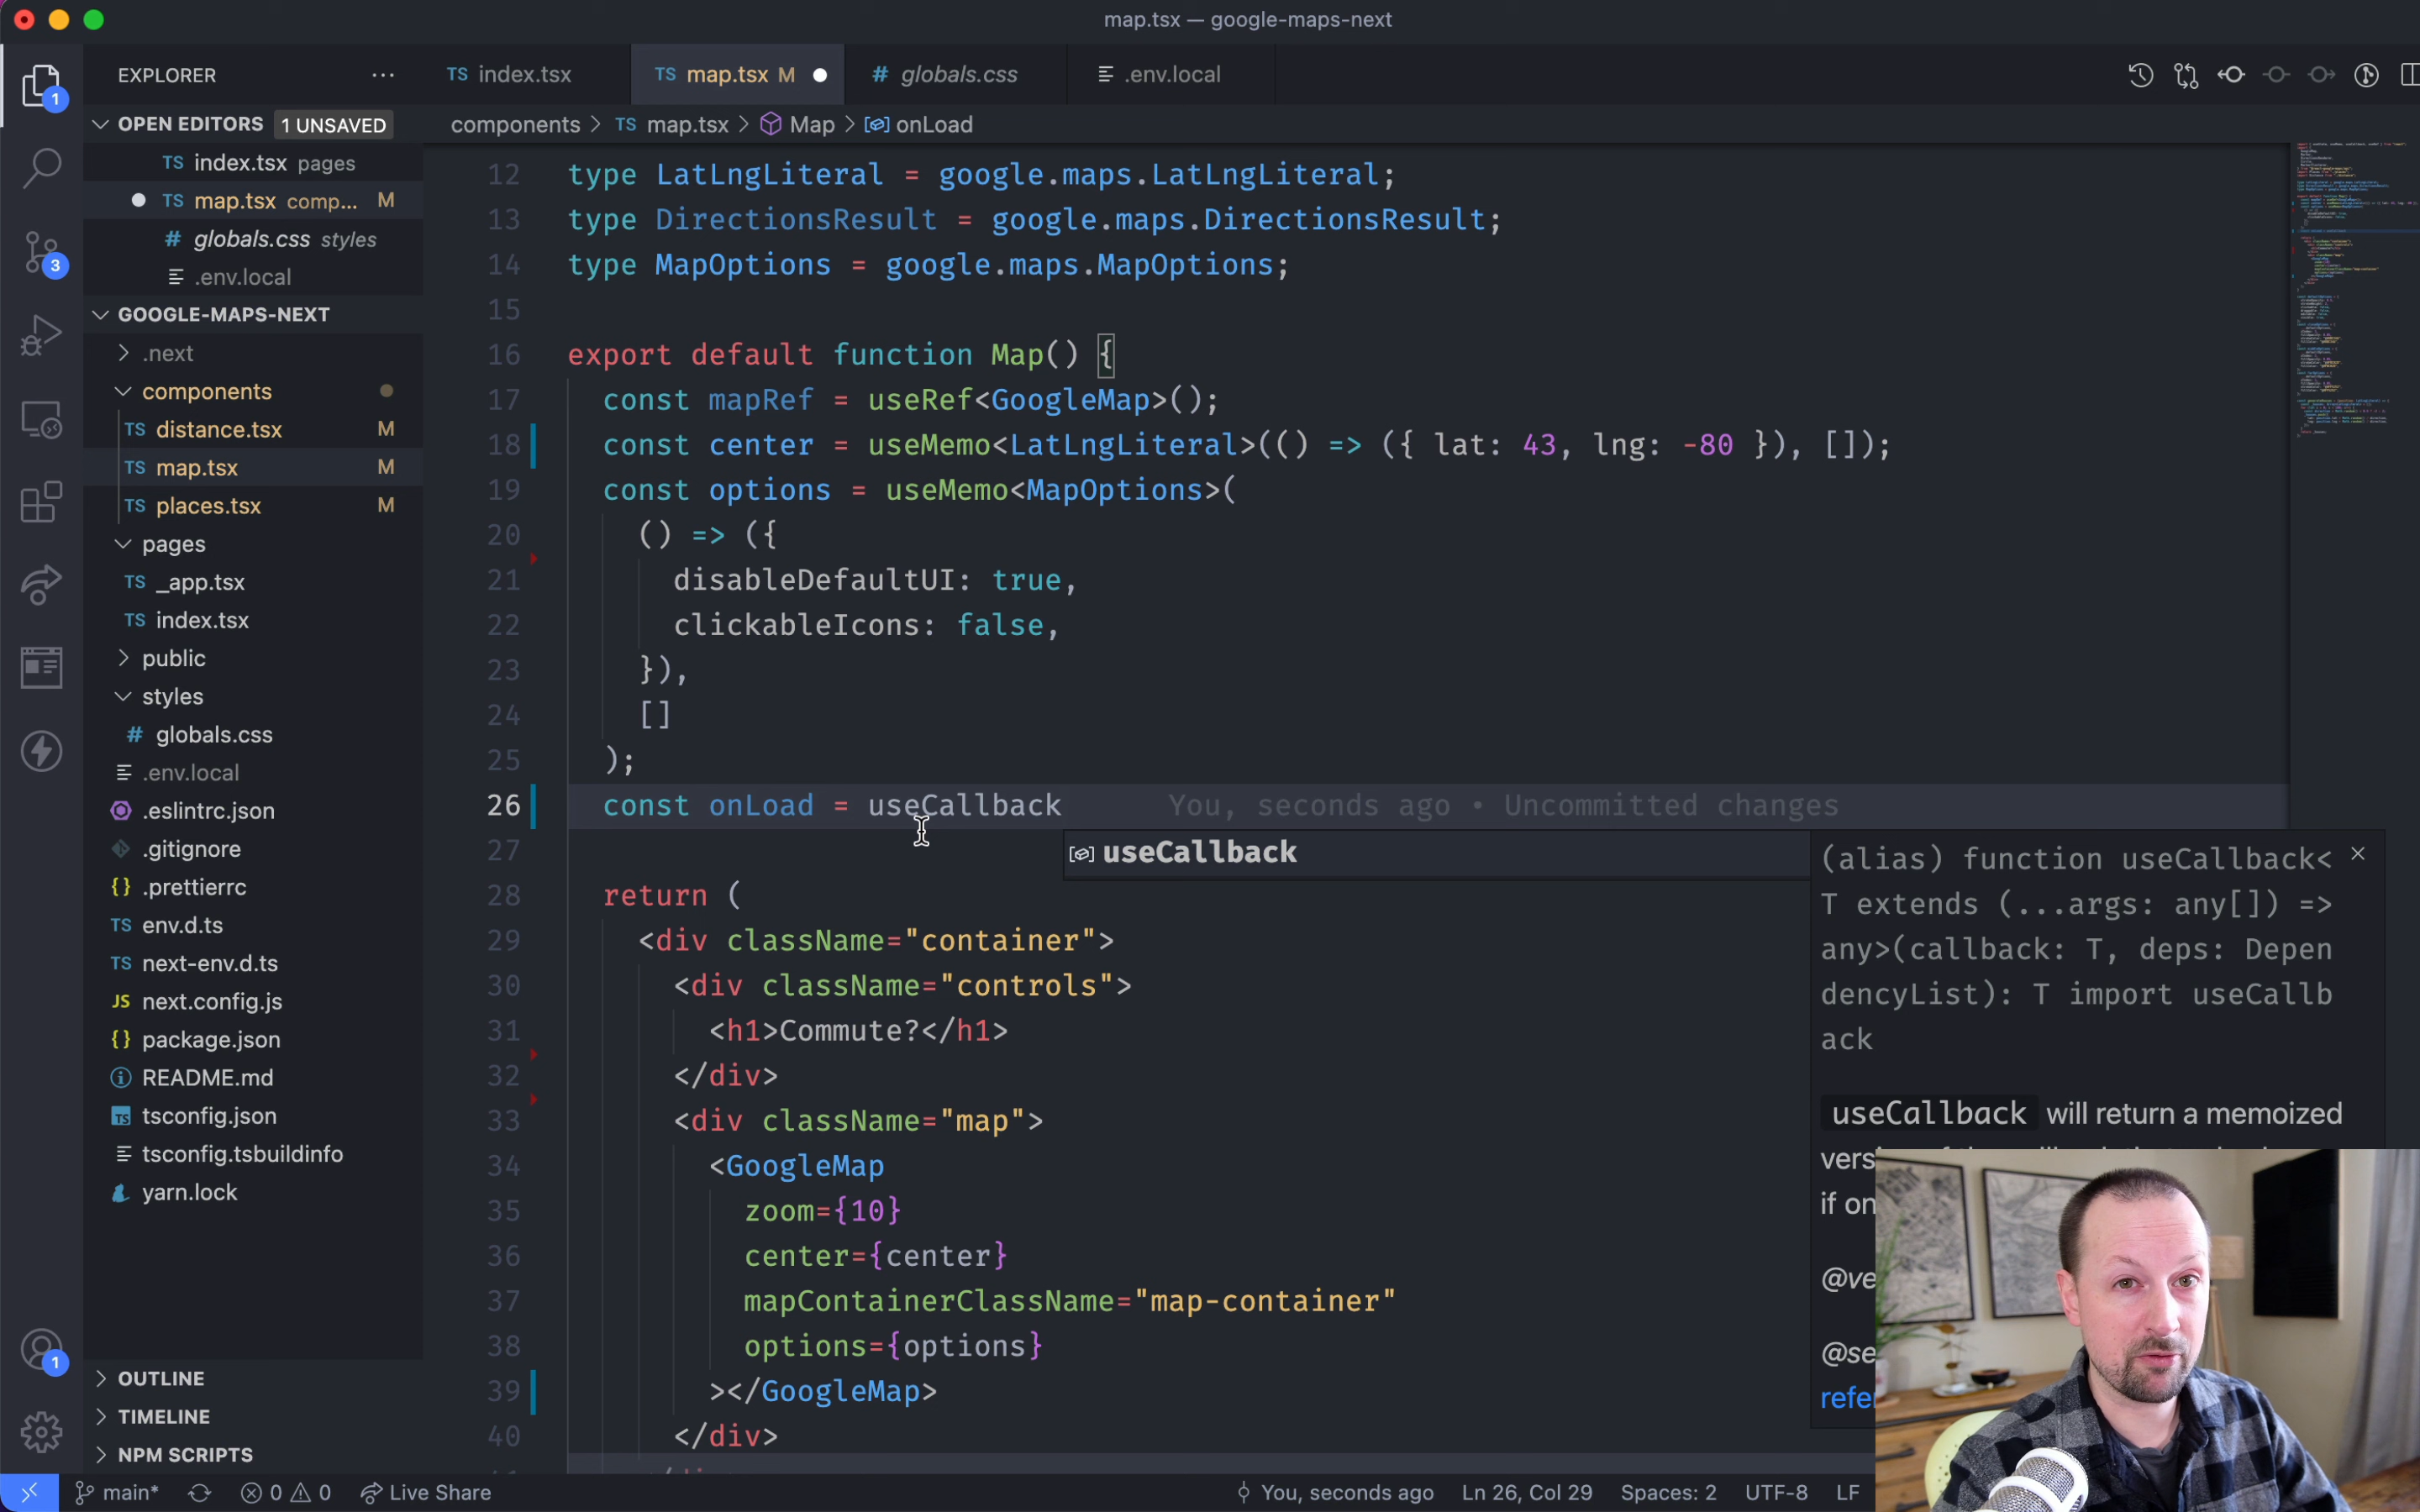 map.tsx — google-maps-next
EXPLORER
TS index.tsx
TS map.tsx M
# globals.css
.env.local
1
OPEN EDITORS 1 UNSAVED
components > TS map.tsx > Map > onLoad
TS index.tsx pages
TS map.tsx comp... M
# globals.css styles
.env.local
3
GOOGLE-MAPS-NEXT
.next
components
TS distance.tsx M
TS map.tsx M
TS places.tsx M
pages
TS _app.tsx
TS index.tsx
public
styles
# globals.css
.env.local
.eslintrc.json
.gitignore
{} .prettierrc
TS env.d.ts
TS next-env.d.ts
JS next.config.js
{} package.json
README.md
TS tsconfig.json
tsconfig.tsbuildinfo
yarn.lock
OUTLINE
TIMELINE
NPM SCRIPTS
1
12 type LatLngLiteral = google.maps.LatLngLiteral;
13 type DirectionsResult = google.maps.DirectionsResult;
14 type MapOptions = google.maps.MapOptions;
15
16 export default function Map() {
17 const mapRef = useRef<GoogleMap>();
18 const center = useMemo<LatLngLiteral>(() => ({ lat: 43, lng: -80 }), []);
19 const options = useMemo<MapOptions>(
20 () => ({
21 disableDefaultUI: true,
22 clickableIcons: false,
23 }),
24 []
25 );
26 const onLoad = useCallback You, seconds ago • Uncommitted changes
27
28 return (
29 <div className="container">
30 <div className="controls">
31 <h1>Commute?</h1>
32 </div>
33 <div className="map">
34 <GoogleMap
35 zoom={10}
36 center={center}
37 mapContainerClassName="map-container"
38 options={options}
39 ></GoogleMap>
40 </div>
useCallback
(alias) function useCallback<
T extends (...args: any[]) =>
any>(callback: T, deps: Depen
dencyList): T import useCallb
ack
useCallback will return a memoized
if on
@ve
@se
refe
main* 0 0 Live Share
You, seconds ago Ln 26, Col 29 Spaces: 2 UTF-8 LF